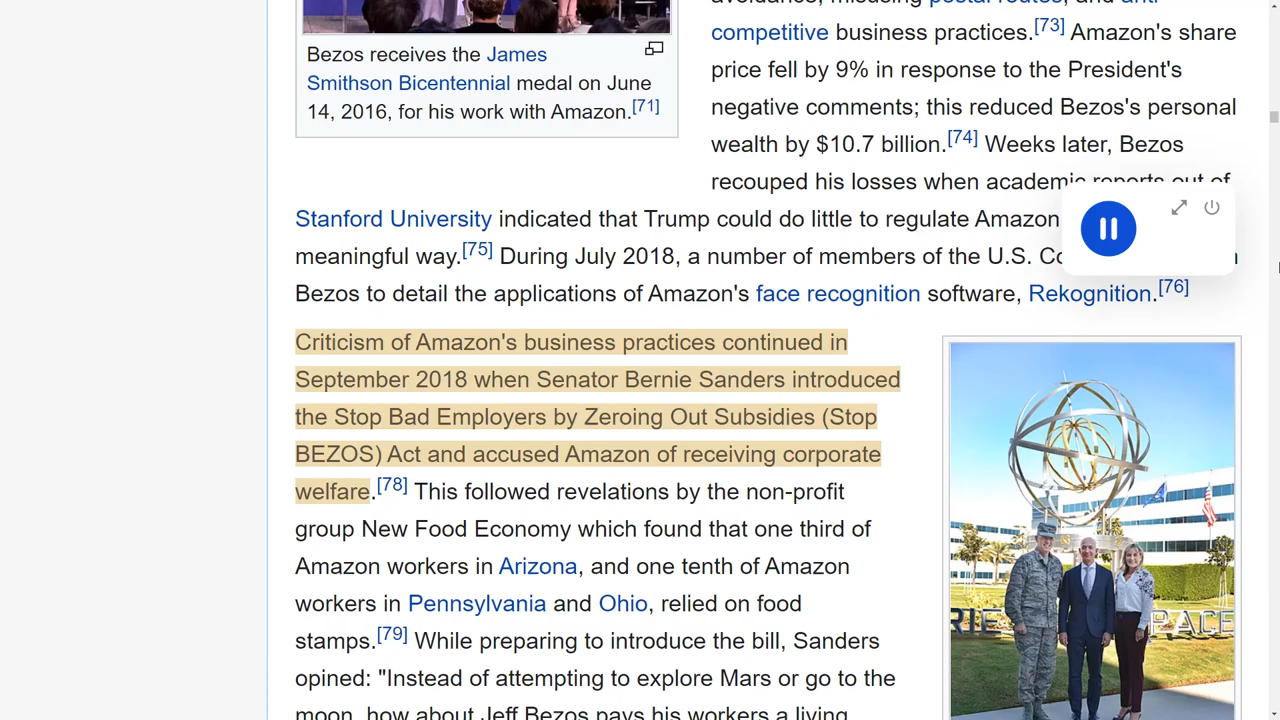 avoidance, misusing postal routes, and anti-
competitive business practices.[73] Amazon's share
price fell by 9% in response to the President's
negative comments; this reduced Bezos's personal
wealth by $10.7 billion.[74] Weeks later, Bezos
recouped his losses when academic reports out of
Bezos receives the James
Smithson Bicentennial medal on June
14, 2016, for his work with Amazon.[71]
Stanford University indicated that Trump could do little to regulate Amazon
meaningful way.[75] During July 2018, a number of members of the U.S.
Bezos to detail the applications of Amazon's face recognition software, Rekognition.[76]
Criticism of Amazon's business practices continued in
September 2018 when Senator Bernie Sanders introduced
the Stop Bad Employers by Zeroing Out Subsidies (Stop
BEZOS) Act and accused Amazon of receiving corporate
welfare.[78] This followed revelations by the non-profit
group New Food Economy which found that one third of
Amazon workers in Arizona, and one tenth of Amazon
workers in Pennsylvania and Ohio, relied on food
stamps.[79] While preparing to introduce the bill, Sanders
opined: "Instead of attempting to explore Mars or go to the
moon, how about Jeff Bezos pays his workers a living